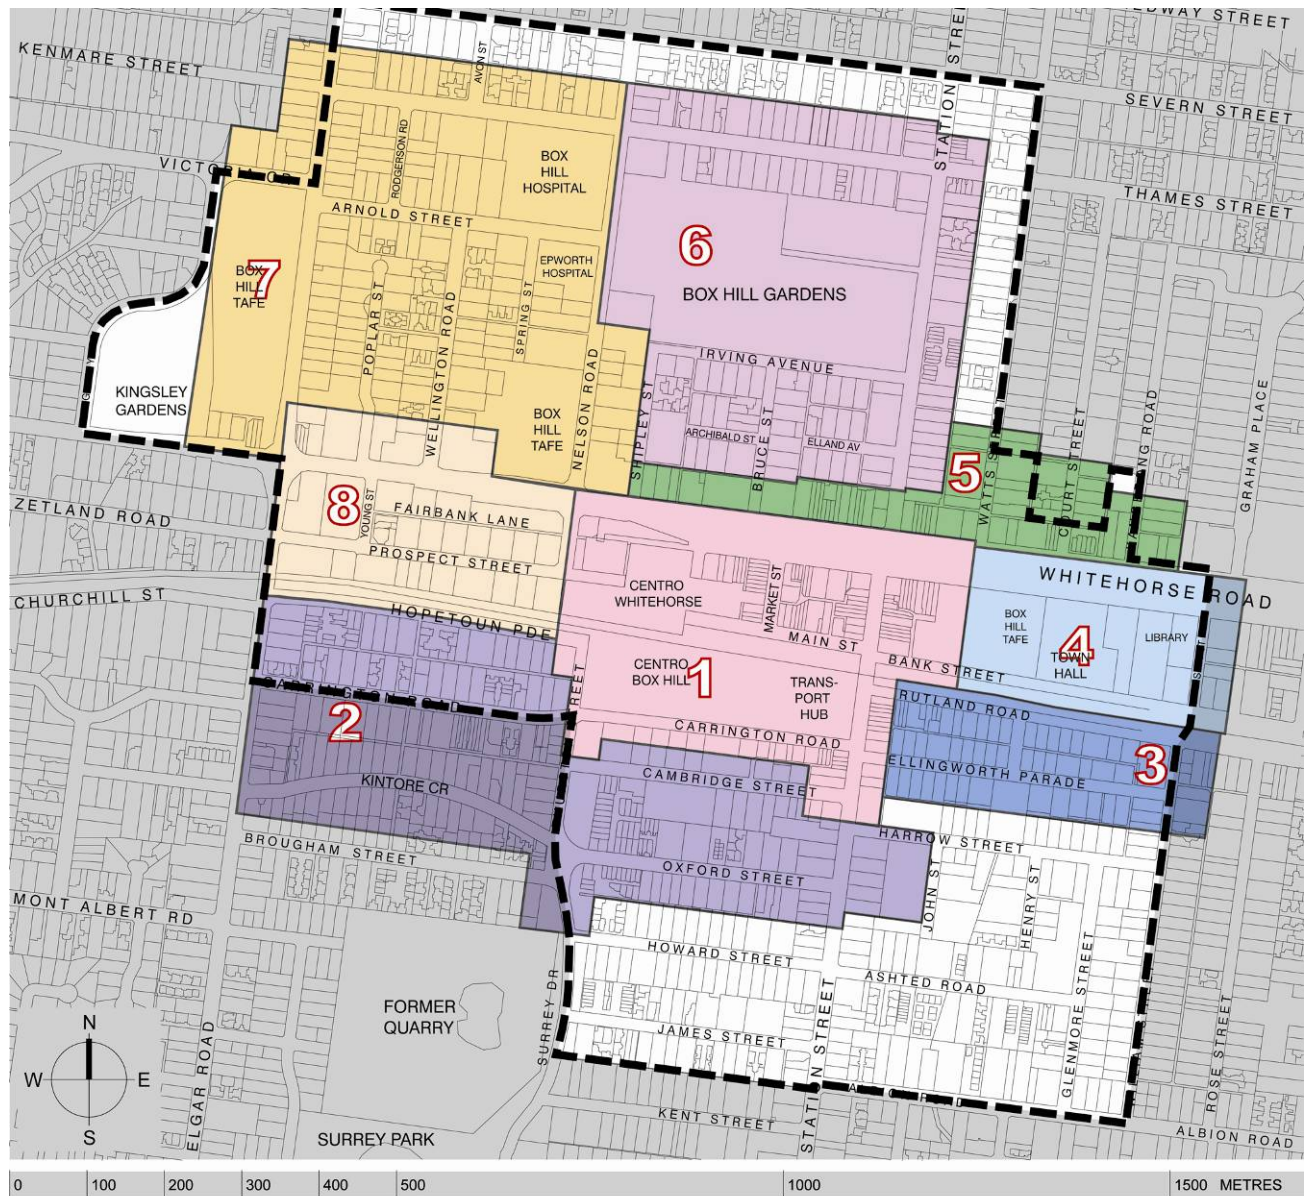 KENMARE STREET
AVON ST
STATION STREET
SEVERN STREET
VICTORIA CR
RODGERSON RD
BOX
HILL
HOSPITAL
THAMES STREET
ARNOLD STREET
6
BOX HILL GARDENS
EPWORTH
HOSPITAL
7
BOX
HILL
TAFE
POPLAR ST
WELLINGTON ROAD
SPRING ST
NELSON ROAD
IRVING AVENUE
KINGSLEY
GARDENS
SHIPLEY ST
BRUCE ST
ARCHIBALD ST
ELLAND AV
GRAHAM PLACE
BOX
HILL
TAFE
5
WATTS ST
COURT STREET
8
YOUNG ST
FAIRBANK LANE
ZETLAND ROAD
PROSPECT STREET
CHURCHILL ST
HOPETOUN PDE
CENTRO
WHITEHORSE
MARKET ST
MAIN ST
WHITEHORSE ROAD
BOX
HILL
TAFE
4
LIBRARY
TOWN
HALL
BANK STREET
CENTRO
BOX HILL
1
TRANS-
PORT
HUB
RUTLAND ROAD
CARRINGTON ROAD
2
CARRINGTON ROAD
3
ELLINGWORTH PARADE
CAMBRIDGE STREET
KINTORE CR
BROUGHAM STREET
HARROW STREET
OXFORD STREET
JOHN ST
HENRY ST
MONT ALBERT RD
HOWARD STREET
ASHTED ROAD
GLENMORE STREET
FORMER
QUARRY
SURREY DR
JAMES STREET
STATION STREET
ROSE STREET
N
W
E
S
ELGAR ROAD
SURREY PARK
KENT STREET
ALBION ROAD
0 100 200 300 400 500 1000 1500 METRES